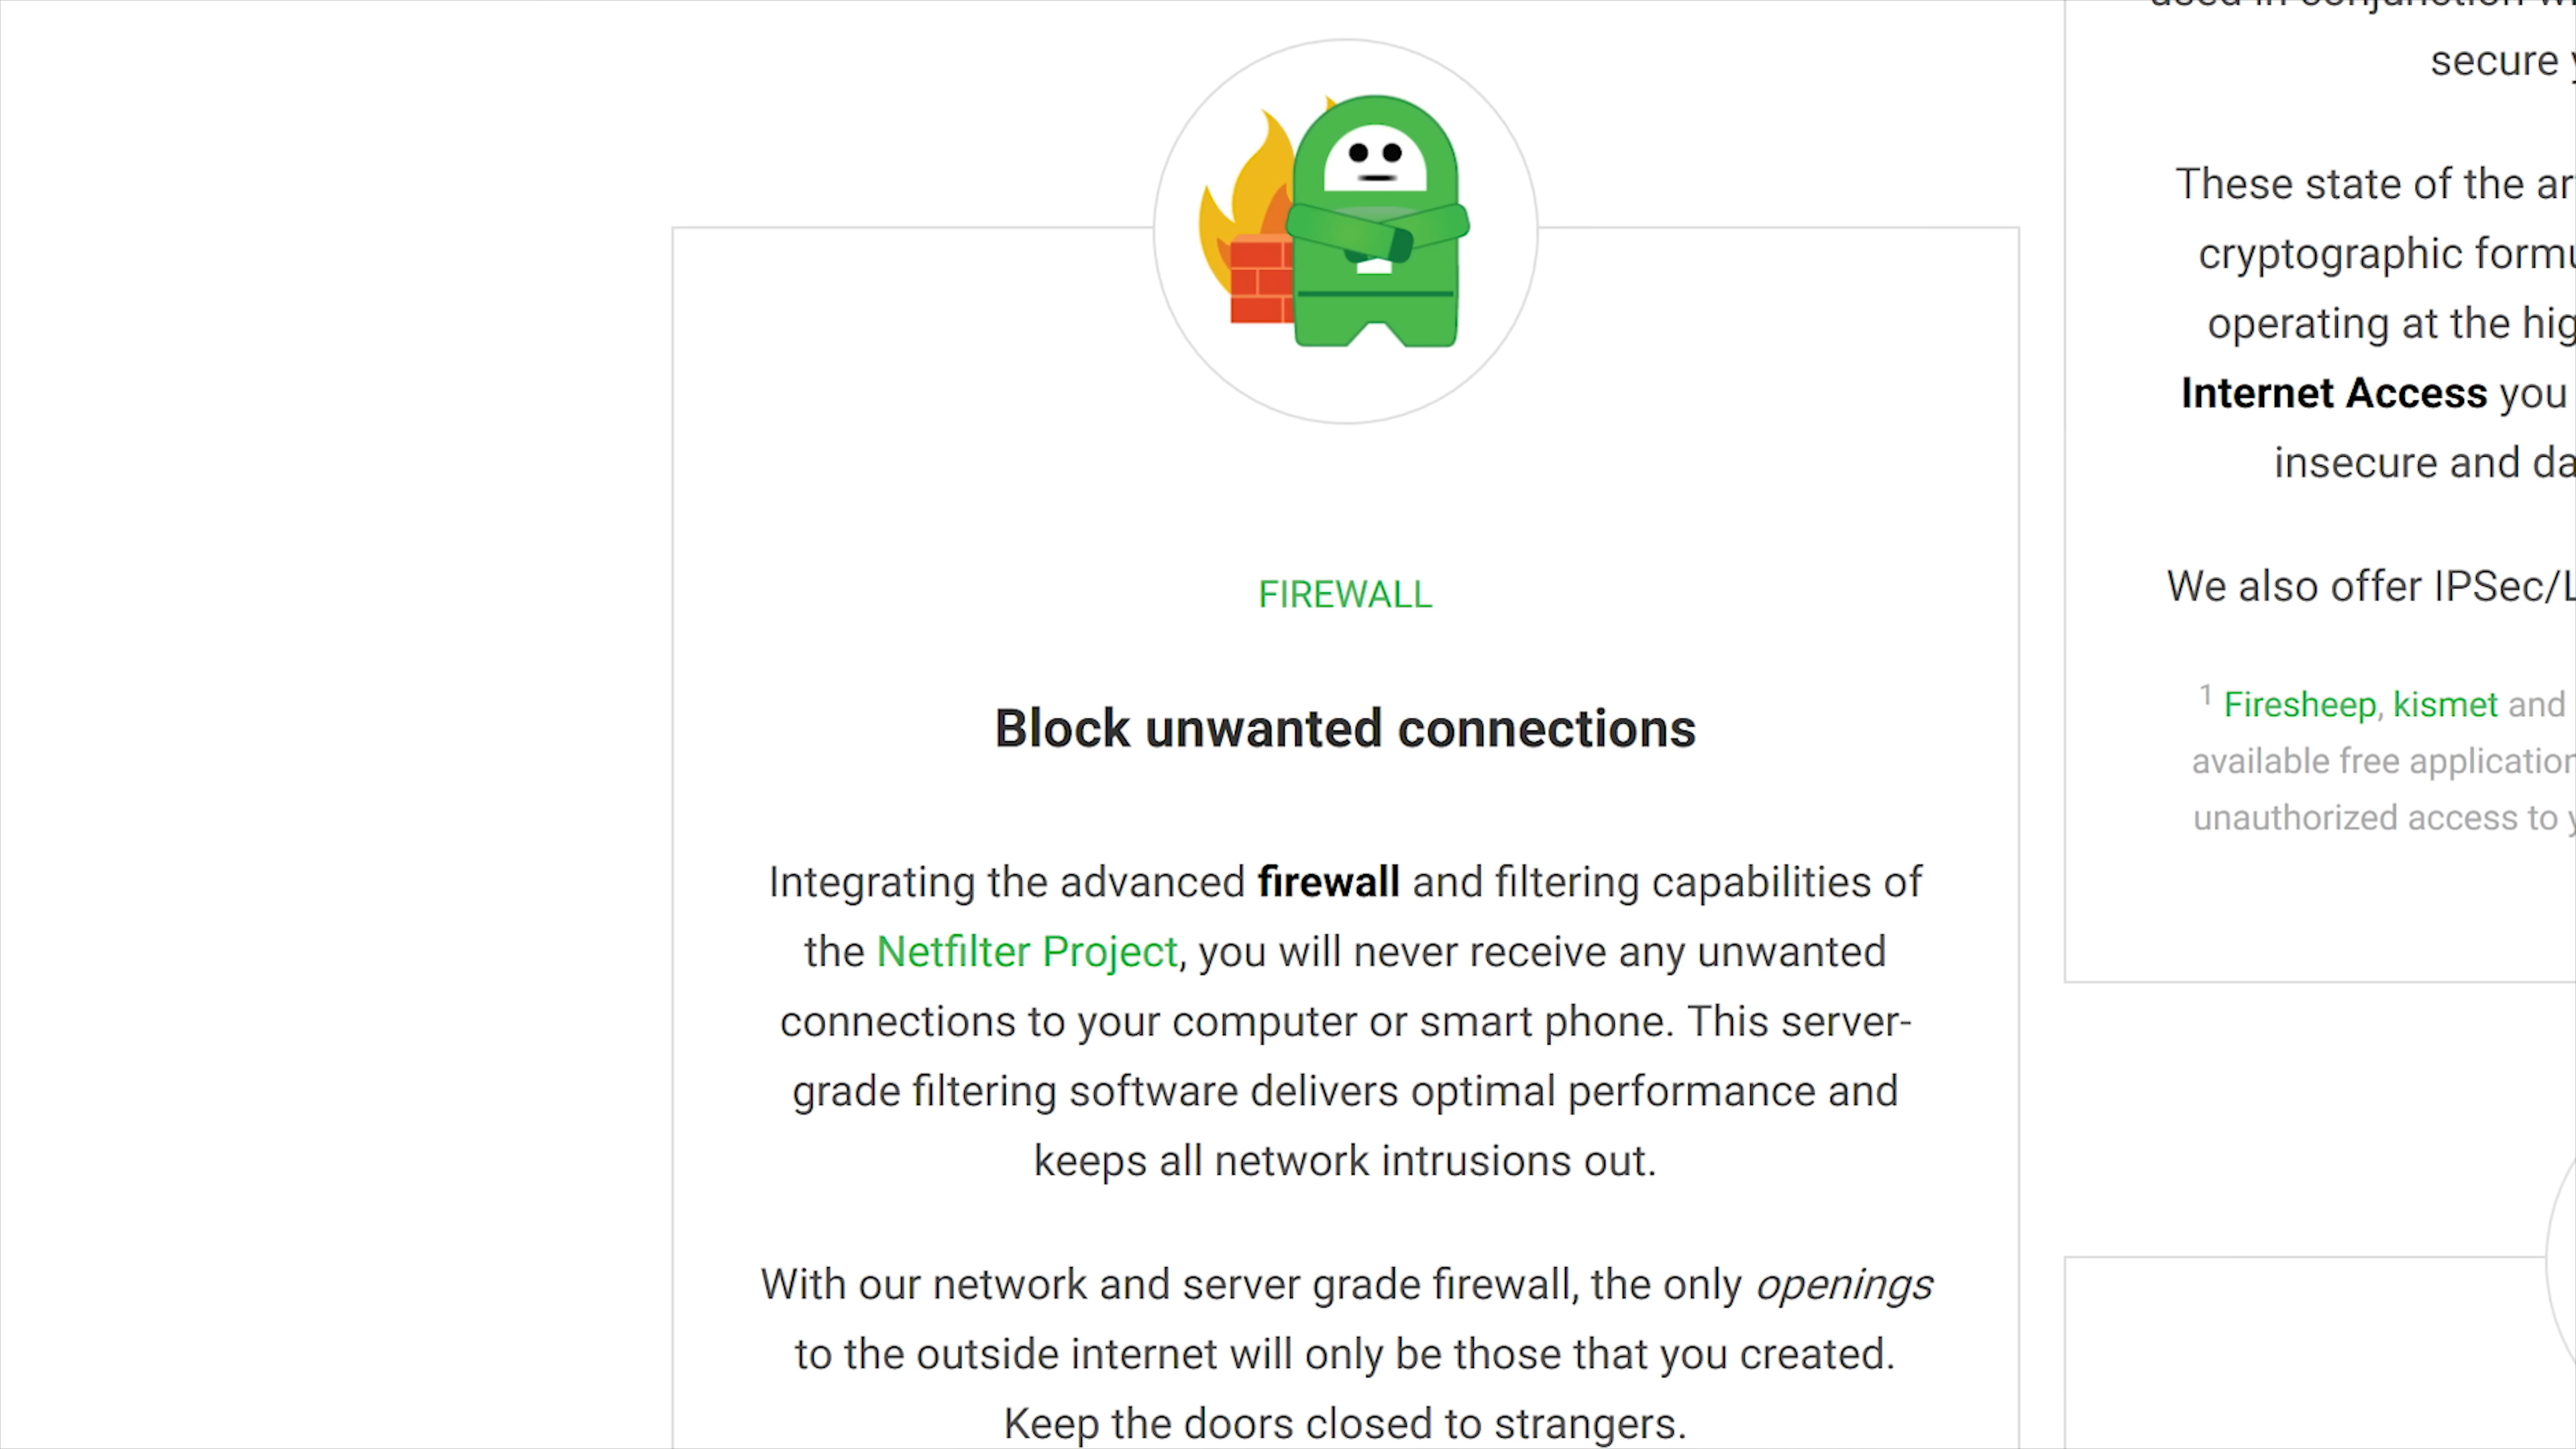 FIREWALL
Block unwanted connections
Integrating the advanced firewall and filtering capabilities of
the Netfilter Project, you will never receive any unwanted
connections to your computer or smart phone. This server-
grade filtering software delivers optimal performance and
keeps all network intrusions out.
With our network and server grade firewall, the only openings
to the outside internet will only be those that you created.
Keep the doors closed to strangers.
used in conjunction
secure
These state of the
cryptographic
operating at the
Internet Access you
insecure and
We also offer IPSec/
1 Firesheep, kismet and
available free
unauthorized access to